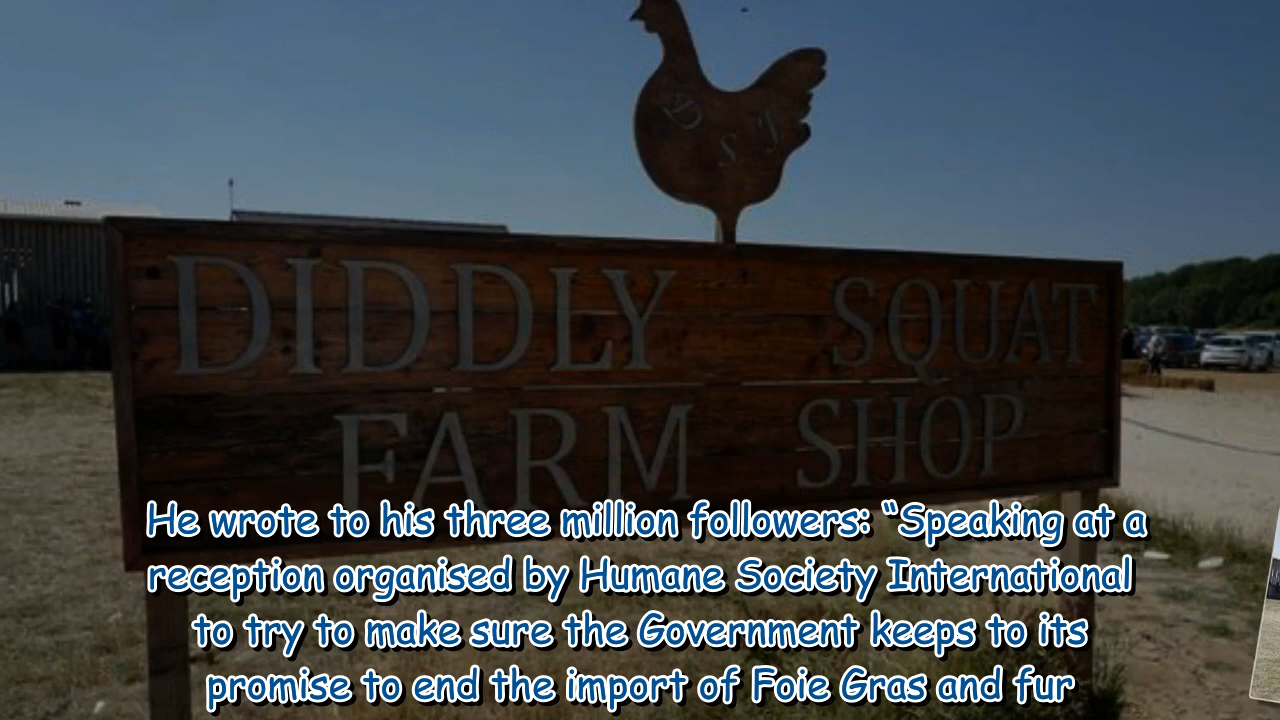 D S F
DIDDLY SQUAT
FARM SHOP
He wrote to his three million followers: “Speaking at a
reception organised by Humane Society International
to try to make sure the Government keeps to its
promise to end the import of Foie Gras and fur